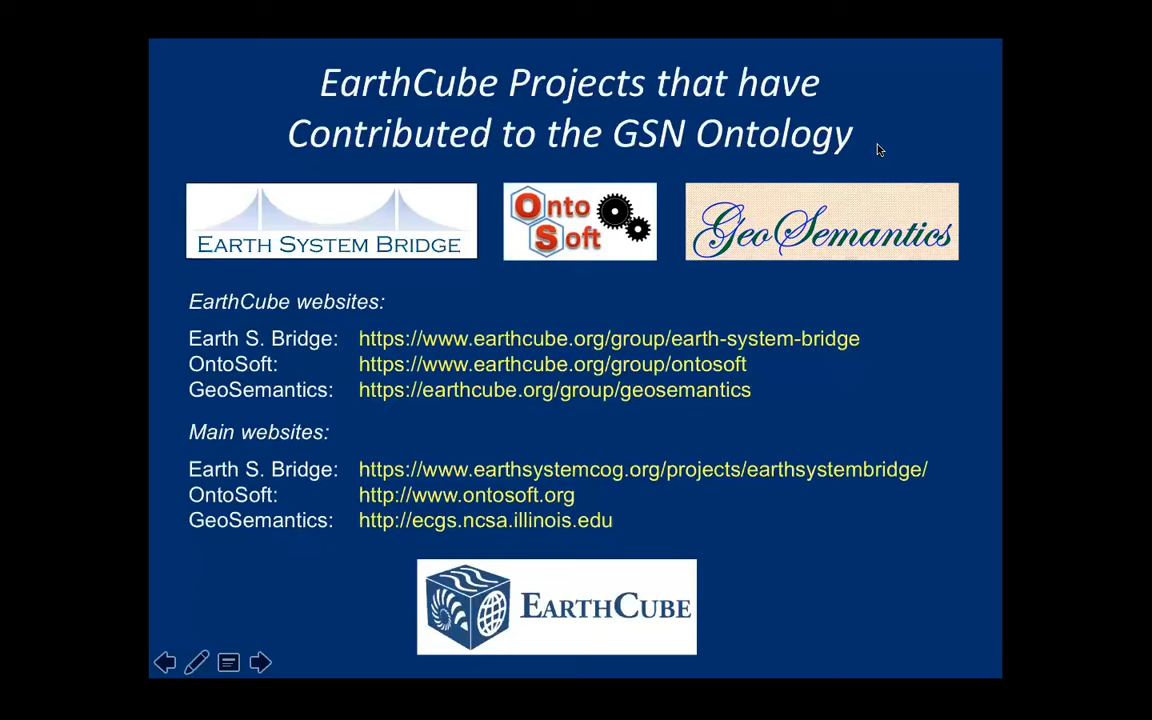 EarthCube Projects that have
Contributed to the GSN Ontology
EARTH SYSTEM BRIDGE
Onto
Soft
GeoSemantics
EarthCube websites:
Earth S. Bridge: https://www.earthcube.org/group/earth-system-bridge
OntoSoft: https://www.earthcube.org/group/ontosoft
GeoSemantics: https://earthcube.org/group/geosemantics
Main websites:
Earth S. Bridge: https://www.earthsystemcog.org/projects/earthsystembridge/
OntoSoft: http://www.ontosoft.org
GeoSemantics: http://ecgs.ncsa.illinois.edu
EARTHCUBE